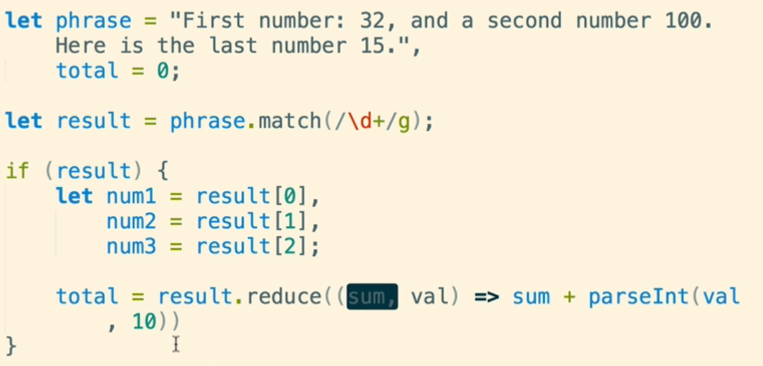 let phrase = "First number: 32, and a second number 100.
Here is the last number 15.",
total = 0;
let result = phrase.match(/\d+/g);
if (result) {
let num1 = result[0],
num2 = result[1],
num3 = result[2];
total = result.reduce((sum, val) => sum + parseInt(val
, 10))
}